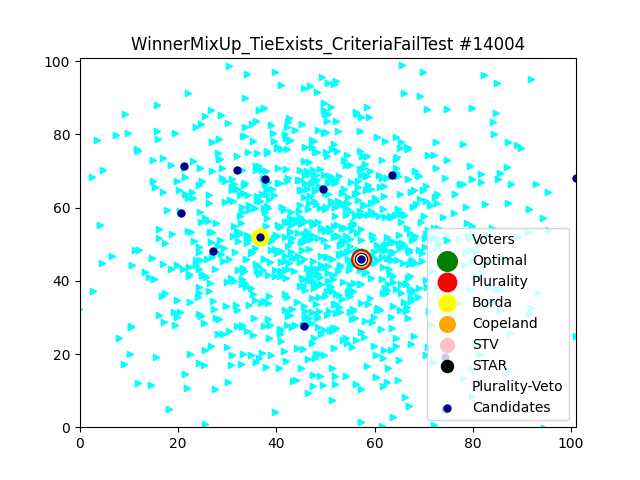 WinnerMixUp_TieExists_CriteriaFailTest #14004
100
80
60
40
20
0
0 20 40 60 80 100
Voters
Optimal
Plurality
Borda
Copeland
STV
STAR
Plurality-Veto
Candidates